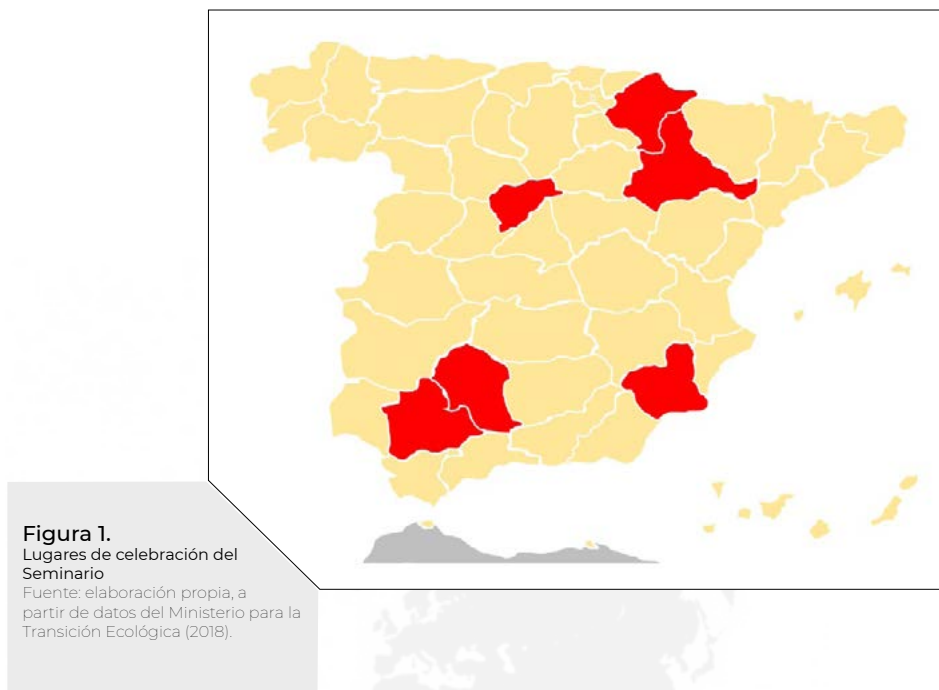 Figura 1.
Lugares de celebración del
Seminario
Fuente: elaboración propia, a
partir de datos del Ministerio para la
Transición Ecológica (2018).